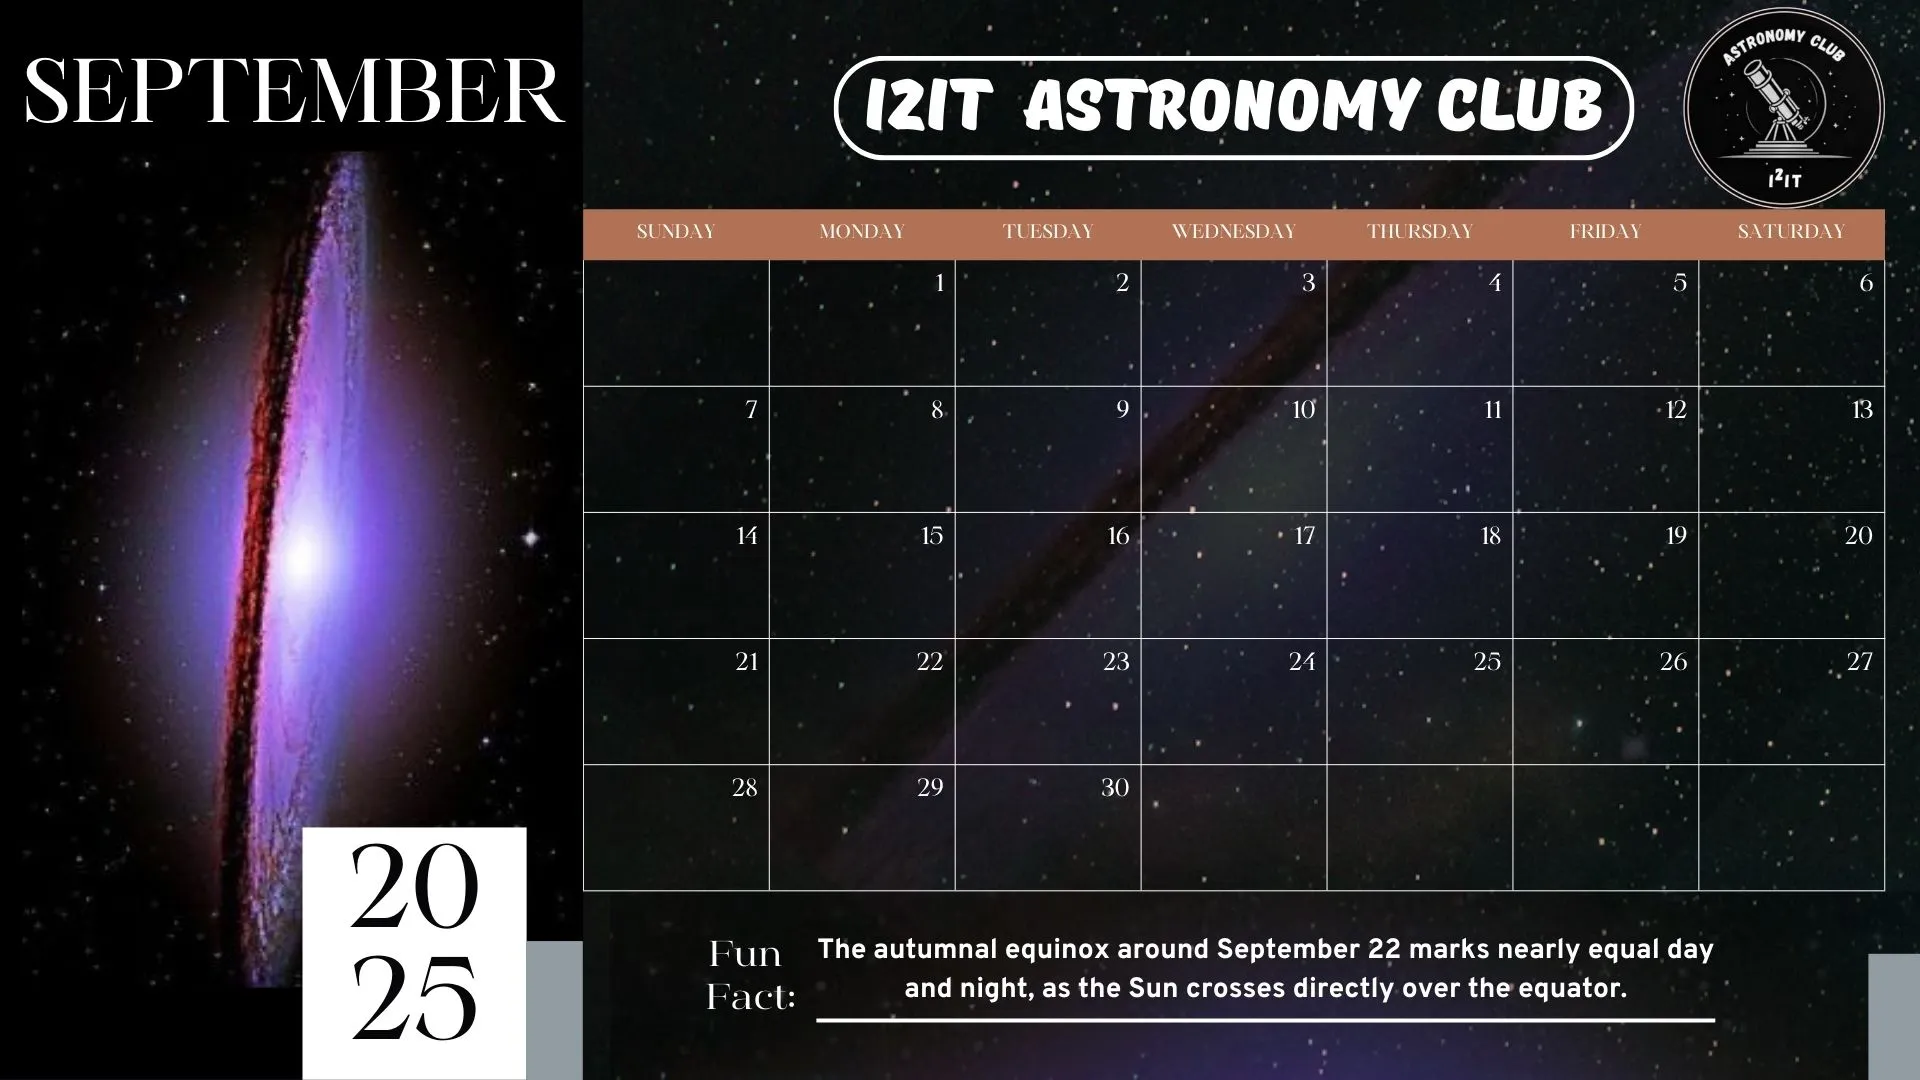 SEPTEMBER
I2IT ASTRONOMY CLUB
ASTRONOMY CLUB
I²IT
SUNDAY MONDAY TUESDAY WEDNESDAY THURSDAY FRIDAY SATURDAY
1 2 3 4 5 6
7 8 9 10 11 12 13
14 15 16 17 18 19 20
21 22 23 24 25 26 27
28 29 30
20
25
Fun
Fact:
The autumnal equinox around September 22 marks nearly equal day
and night, as the Sun crosses directly over the equator.